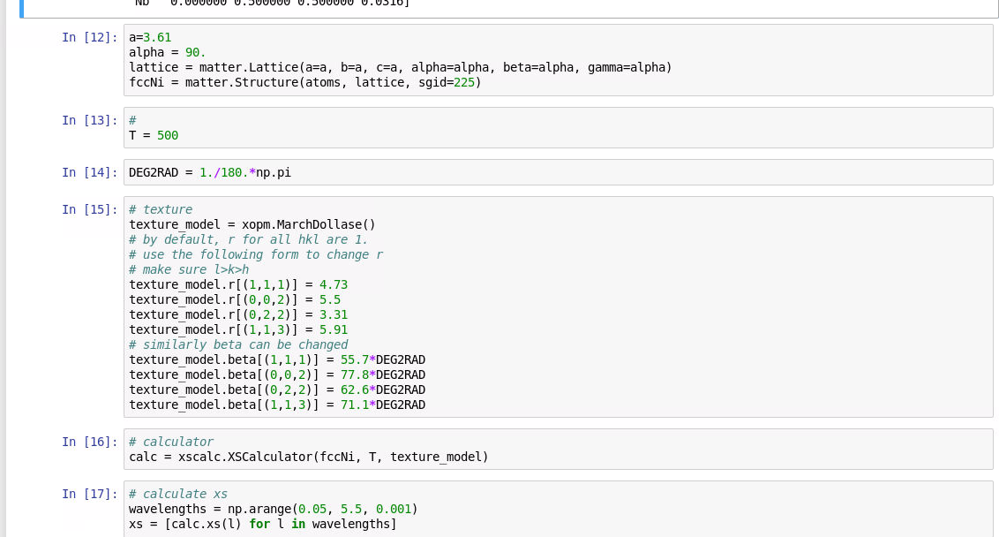 Nb   0.000000 0.500000 0.500000 0.0316]
In [12]: a=3.61
alpha = 90.
lattice = matter.Lattice(a=a, b=a, c=a, alpha=alpha, beta=alpha, gamma=alpha)
fccNi = matter.Structure(atoms, lattice, sgid=225)
In [13]: #
T = 500
In [14]: DEG2RAD = 1./180.*np.pi
In [15]: # texture
texture_model = xopm.MarchDollase()
# by default, r for all hkl are 1.
# use the following form to change r
# make sure l>k>h
texture_model.r[(1,1,1)] = 4.73
texture_model.r[(0,0,2)] = 5.5
texture_model.r[(0,2,2)] = 3.31
texture_model.r[(1,1,3)] = 5.91
# similarly beta can be changed
texture_model.beta[(1,1,1)] = 55.7*DEG2RAD
texture_model.beta[(0,0,2)] = 77.8*DEG2RAD
texture_model.beta[(0,2,2)] = 62.6*DEG2RAD
texture_model.beta[(1,1,3)] = 71.1*DEG2RAD
In [16]: # calculator
calc = xscalc.XSCalculator(fccNi, T, texture_model)
In [17]: # calculate xs
wavelengths = np.arange(0.05, 5.5, 0.001)
xs = [calc.xs(l) for l in wavelengths]